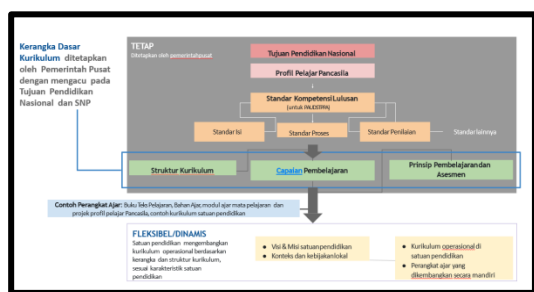 Kerangka Dasar
Kurikulum ditetapkan
oleh Pemerintah Pusat
dengan mengacu pada
Tujuan Pendidikan
Nasional dan SNP
TETAP
Ditetapkan oleh pemerintah pusat
Tujuan Pendidikan Nasional
Profil Pelajar Pancasila
Standar Kompetensi Lulusan
(untuk PAUD STPPA)
Standar Isi
Standar Proses
Standar Penilaian
Standar lainnya
Struktur Kurikulum
Capaian Pembelajaran
Prinsip Pembelajaran dan
Asesmen
Contoh Perangkat Ajar: Buku Teks Pelajaran, Bahan Ajar, modul ajar mata pelajaran dan
projek profil pelajar Pancasila, contoh kurikulum satuan pendidikan
FLEKSIBEL/DINAMIS
Satuan pendidikan mengembangkan
kurikulum operasional berdasarkan
kerangka dan struktur kurikulum,
sesuai karakteristik satuan
pendidikan
● Visi & Misi satuan pendidikan
● Konteks dan kebijakan lokal
● Kurikulum operasional di
satuan pendidikan
● Perangkat ajar yang
dikembangkan secara mandiri